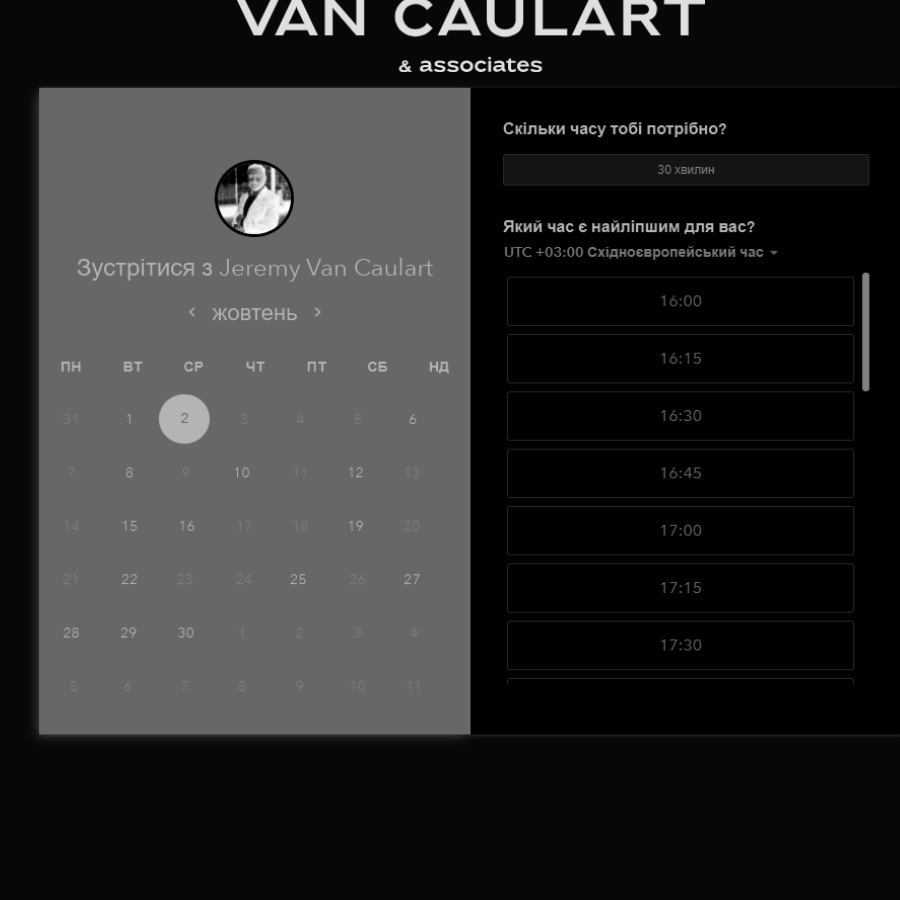 VAN CAULART
& associates
Зустрітися з Jeremy Van Caulart
жовтень
ПН ВТ СР ЧТ ПТ СБ НД
31 1 2 3 4 5 6
7 8 9 10 11 12 13
14 15 16 17 18 19 20
21 22 23 24 25 26 27
28 29 30 1 2 3 4
5 6 7 8 9 10 11
Скільки часу тобі потрібно?
30 хвилин
Який час є найліпшим для вас?
UTC +03:00 Східноєвропейський час
16:00
16:15
16:30
16:45
17:00
17:15
17:30